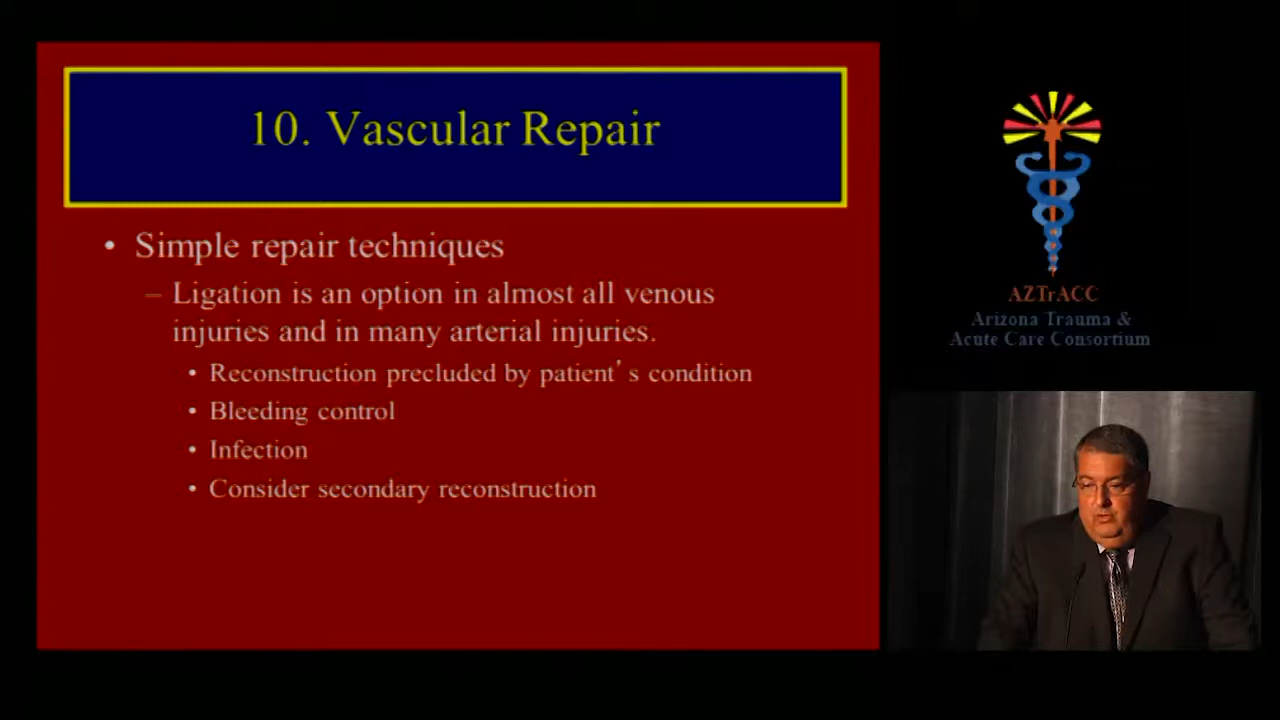 10. Vascular Repair
• Simple repair techniques
– Ligation is an option in almost all venous
injuries and in many arterial injuries.
• Reconstruction precluded by patient's condition
• Bleeding control
• Infection
• Consider secondary reconstruction
AZTrACC
Arizona Trauma &
Acute Care Consortium